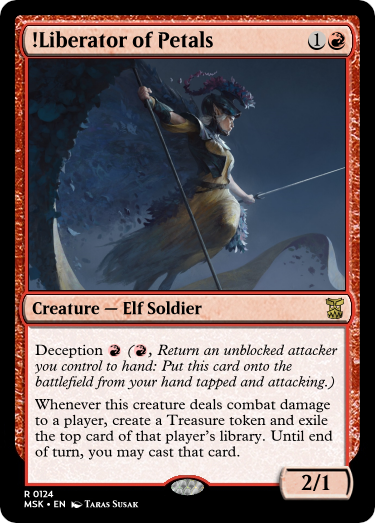 !Liberator of Petals 1
Creature — Elf Soldier
Deception (, Return an unblocked attacker
you control to hand: Put this card onto the
battlefield from your hand tapped and attacking.)
Whenever this creature deals combat damage
to a player, create a Treasure token and exile
the top card of that player's library. Until end
of turn, you may cast that card.
2/1
R 0124
MSK • EN Taras Susak